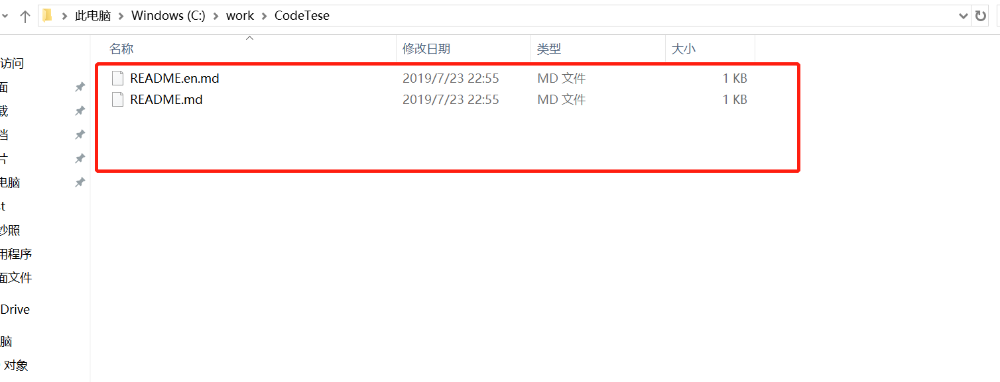 此电脑 Windows (C:) work CodeTese
名称 修改日期 类型 大小
README.en.md 2019/7/23 22:55 MD 文件 1 KB
README.md 2019/7/23 22:55 MD 文件 1 KB
访问
面
载
档
片
电脑
t
照
用程序
面文件
Drive
脑
对象